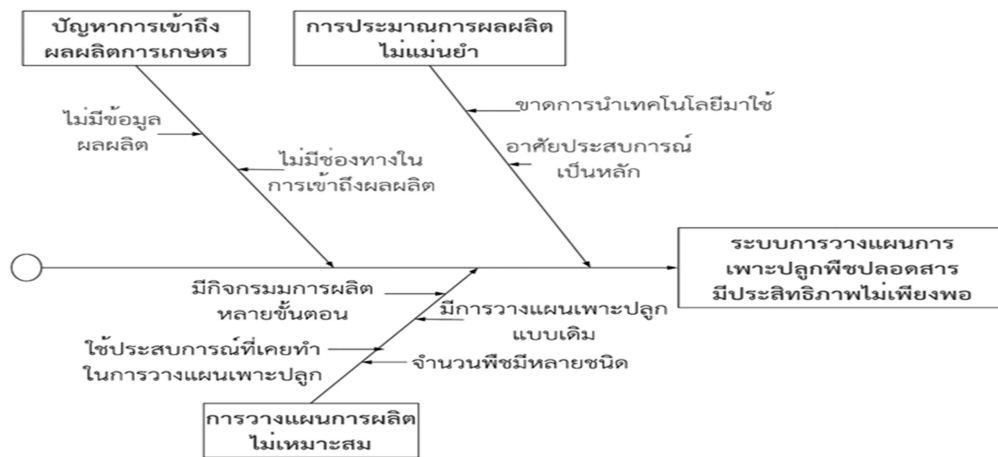 ปัญหาการเข้าถึง
ผลผลิตการเกษตร
การประมาณการผลผลิต
ไม่แม่นยำ
ไม่มีข้อมูล
ผลผลิต
ไม่มีช่องทางใน
การเข้าถึงผลผลิต
ขาดการนำเทคโนโลยีมาใช้
อาศัยประสบการณ์
เป็นหลัก
ระบบการวางแผนการ
เพาะปลูกพืชปลอดสาร
มีประสิทธิภาพไม่เพียงพอ
มีกิจกรมมการผลิต
หลายขั้นตอน
มีการวางแผนเพาะปลูก
แบบเดิม
ใช้ประสบการณ์ที่เคยทำ
ในการวางแผนเพาะปลูก
จำนวนพืชมีหลายชนิด
การวางแผนการผลิต
ไม่เหมาะสม